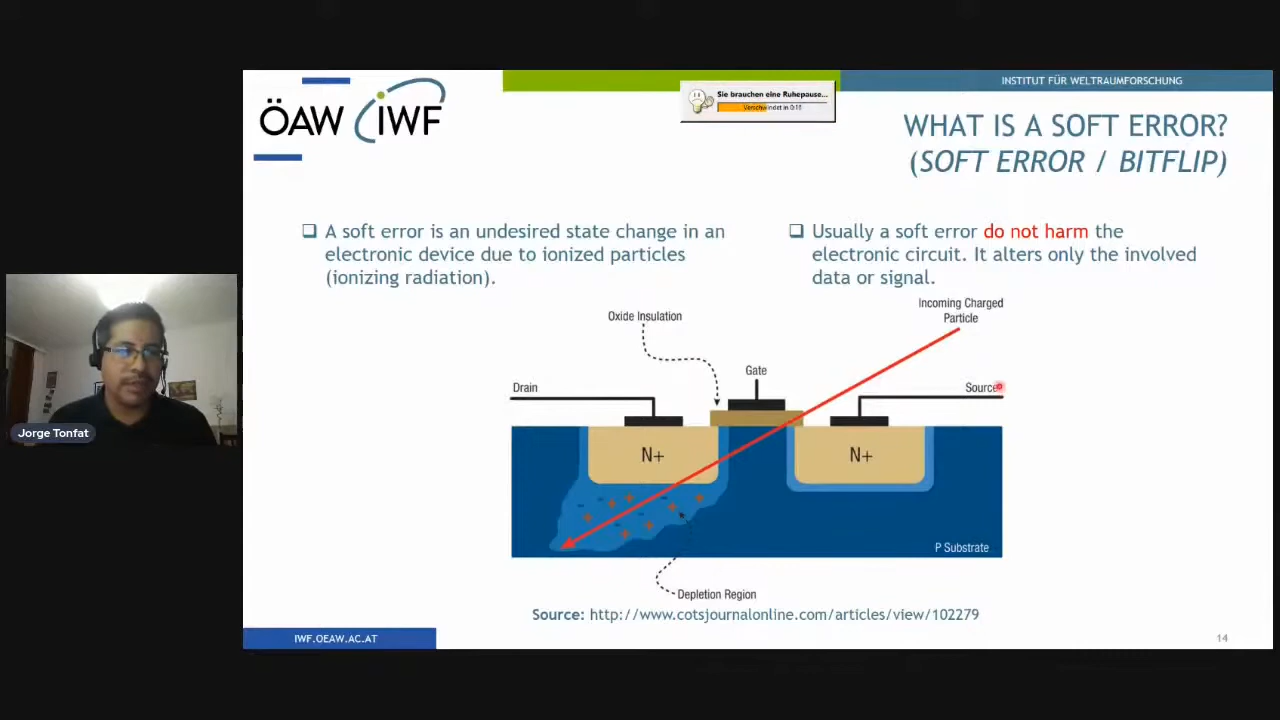 ÖAW IWF
INSTITUT FÜR WELTRAUMFORSCHUNG
Sie brauchen eine Ruhepause...
Verschwindet in 0:15
WHAT IS A SOFT ERROR?
(SOFT ERROR / BITFLIP)
❑ A soft error is an undesired state change in an
electronic device due to ionized particles
(ionizing radiation).
❑ Usually a soft error do not harm the
electronic circuit. It alters only the involved
data or signal.
Incoming Charged
Particle
Oxide Insulation
Gate
Drain
Source
N+
N+
P Substrate
Depletion Region
Source: http://www.cotsjournalonline.com/articles/view/102279
IWF.OEAW.AC.AT
14
Jorge Tonfat